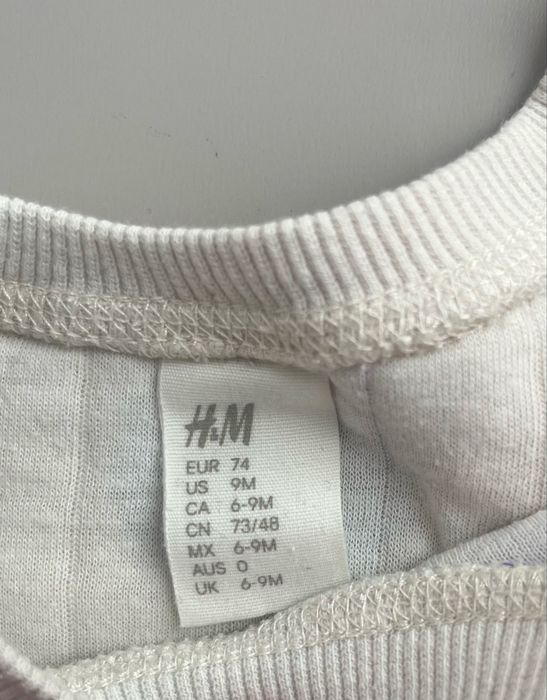 H&M
EUR 74
US 9M
CA 6-9M
CN 73/48
MX 6-9M
AUS 0
UK 6-9M